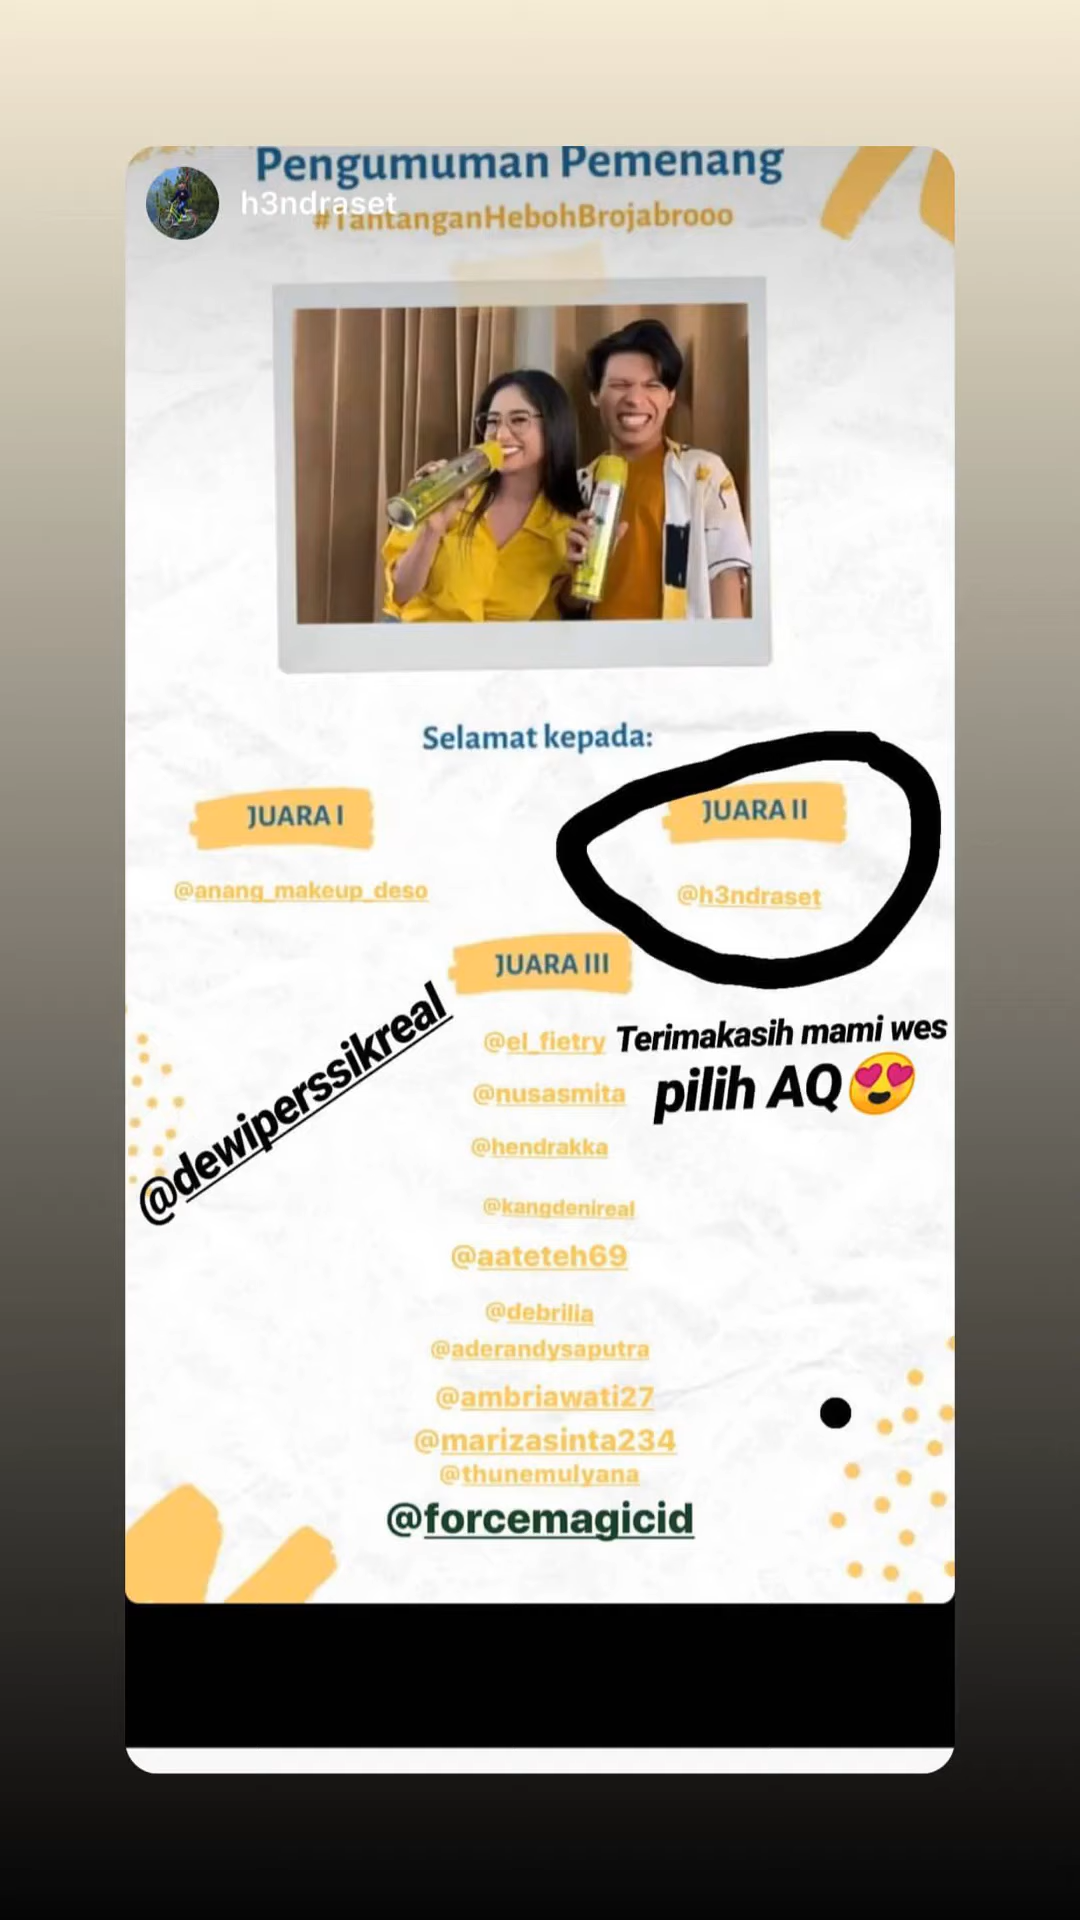 Pengumuman Pemenang
h3ndraset
#TantanganHebohBrojabrooo
Selamat kepada:
JUARA I
JUARA II
@anang_makeup_deso
@h3ndraset
JUARA III
@dewiperssikreal
@el_fietry
Terimakasih mami wes
pilih AQ😍
@nusasmita
@hendrakka
@kangdenireal
@aateteh69
@debrilia
@aderandysaputra
@ambriawati27
@marizasinta234
@thunemulyana
@forcemagicid